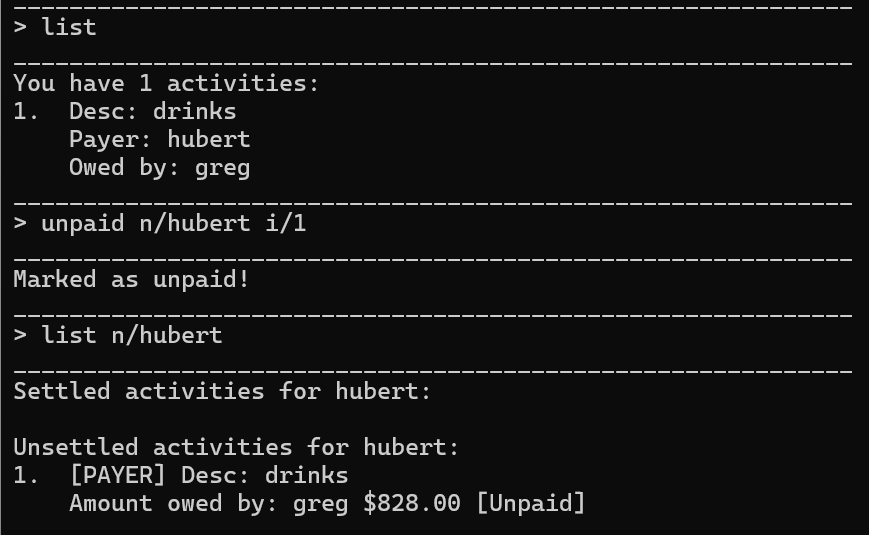 ____________________________________________________________
> list
____________________________________________________________
You have 1 activities:
1.  Desc: drinks
    Payer: hubert
    Owed by: greg
____________________________________________________________
> unpaid n/hubert i/1
____________________________________________________________
Marked as unpaid!
____________________________________________________________
> list n/hubert
____________________________________________________________
Settled activities for hubert:

Unsettled activities for hubert:
1.  [PAYER] Desc: drinks
    Amount owed by: greg $828.00 [Unpaid]